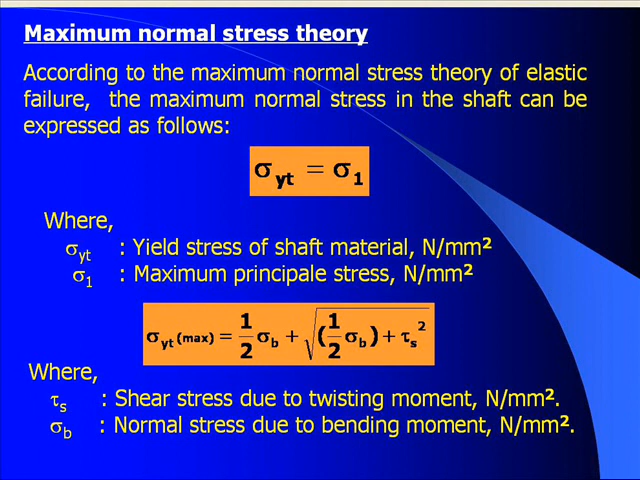 Maximum normal stress theory
According to the maximum normal stress theory of elastic
failure, the maximum normal stress in the shaft can be
expressed as follows:
σyt = σ1
Where,
σyt : Yield stress of shaft material, N/mm²
σ1 : Maximum principale stress, N/mm²
σyt (max) = 1/2 σb + √((1/2 σb) + τs²)
Where,
τs : Shear stress due to twisting moment, N/mm².
σb : Normal stress due to bending moment, N/mm².